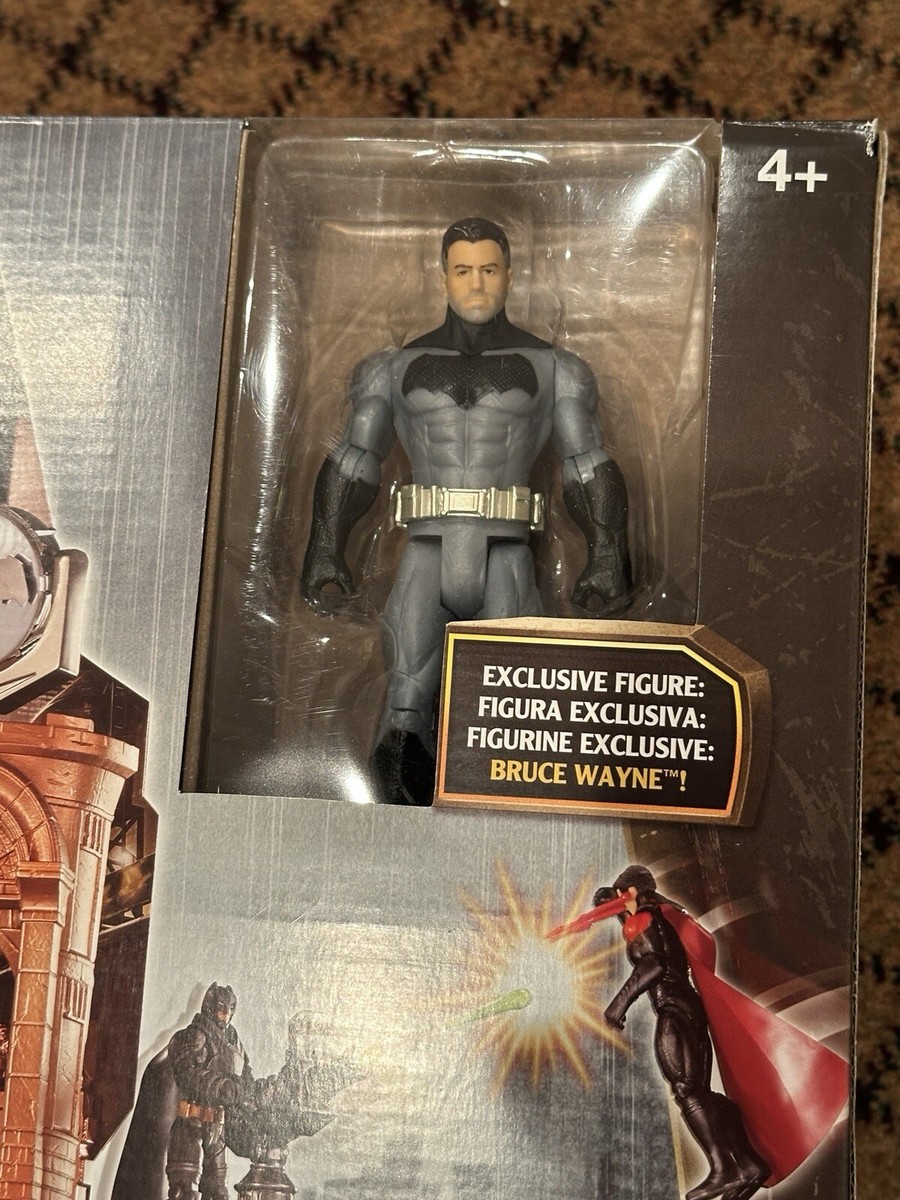 4+
EXCLUSIVE FIGURE:
FIGURA EXCLUSIVA:
FIGURINE EXCLUSIVE:
BRUCE WAYNE™!